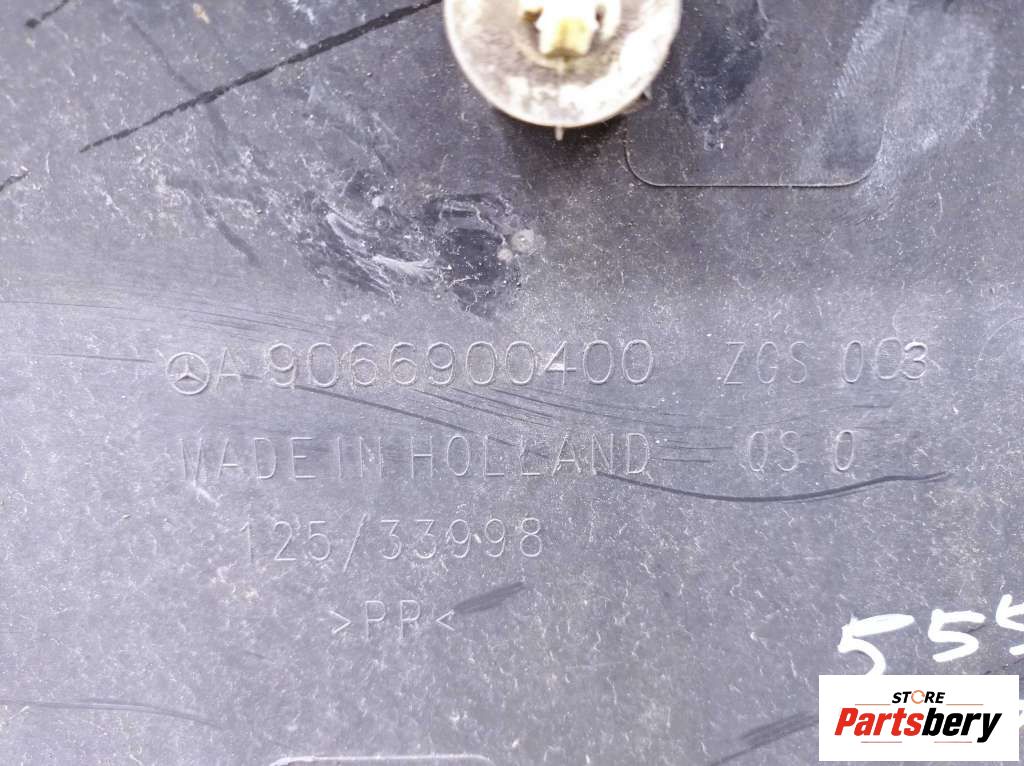 A 9066900400 ZGS 003
MADE IN HOLLAND QS 0
125/33998
>PP<
555
STORE
Partsbery